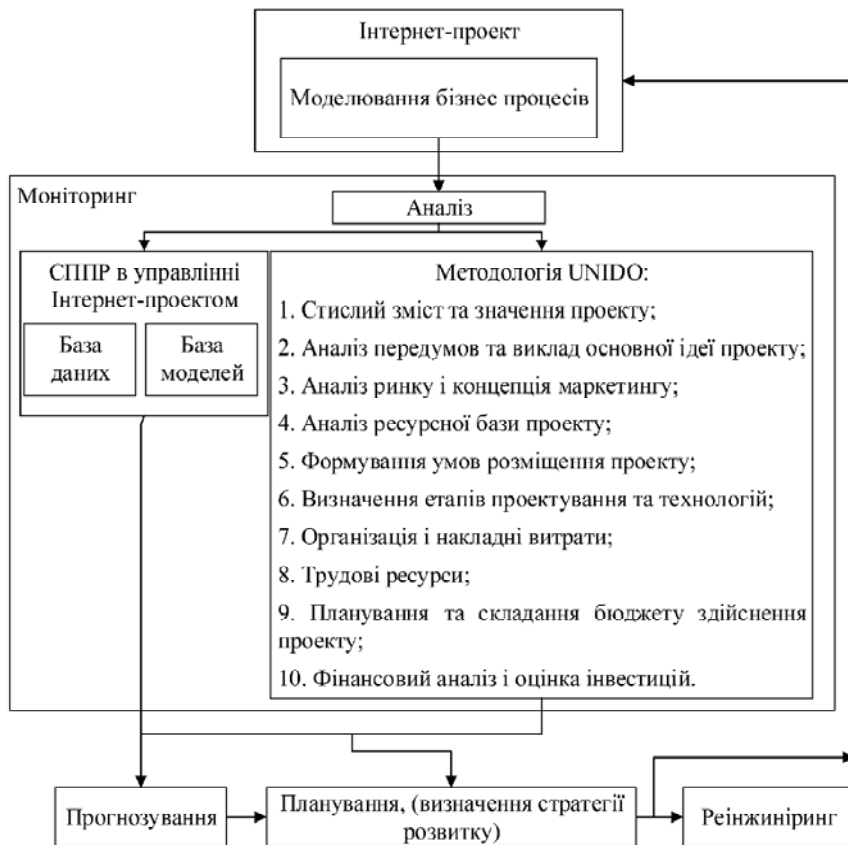 Інтернет-проект
Моделювання бізнес процесів
Моніторинг
Аналіз
СППР в управлінні
Інтернет-проектом
База
даних
База
моделей
Методологія UNIDO:
1. Стислий зміст та значення проекту;
2. Аналіз передумов та виклад основної ідеї проекту;
3. Аналіз ринку і концепція маркетингу;
4. Аналіз ресурсної бази проекту;
5. Формування умов розміщення проекту;
6. Визначення етапів проектування та технологій;
7. Організація і накладні витрати;
8. Трудові ресурси;
9. Планування та складання бюджету здійснення
проекту;
10. Фінансовий аналіз і оцінка інвестицій.
Прогнозування
Планування, (визначення стратегії
розвитку)
Реінжиніринг